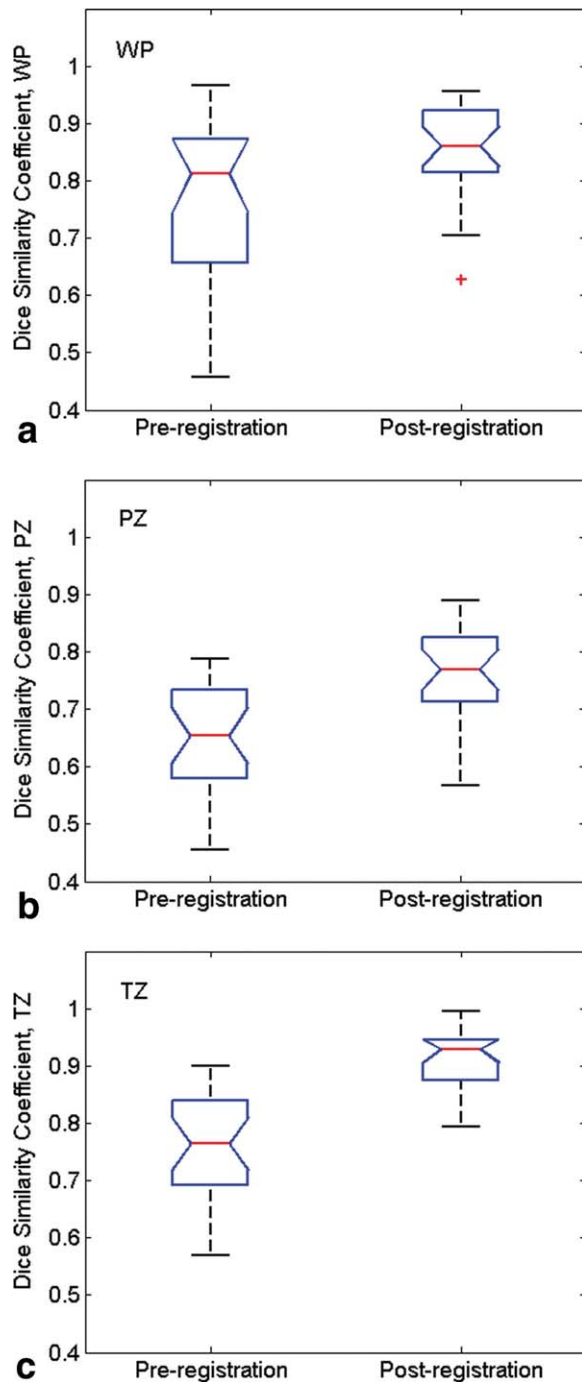 Dice Similarity Coefficient, WP
WP
1
0.9
0.8
0.7
0.6
0.5
0.4
Pre-registration Post-registration
a
Dice Similarity Coefficient, PZ
PZ
1
0.9
0.8
0.7
0.6
0.5
0.4
Pre-registration Post-registration
b
Dice Similarity Coefficient, TZ
TZ
1
0.9
0.8
0.7
0.6
0.5
0.4
Pre-registration Post-registration
c